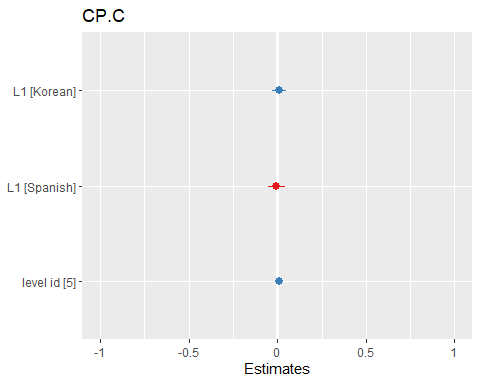 CP.C
L1 [Korean]
L1 [Spanish]
level id [5]
-1 -0.5 0 0.5 1
Estimates